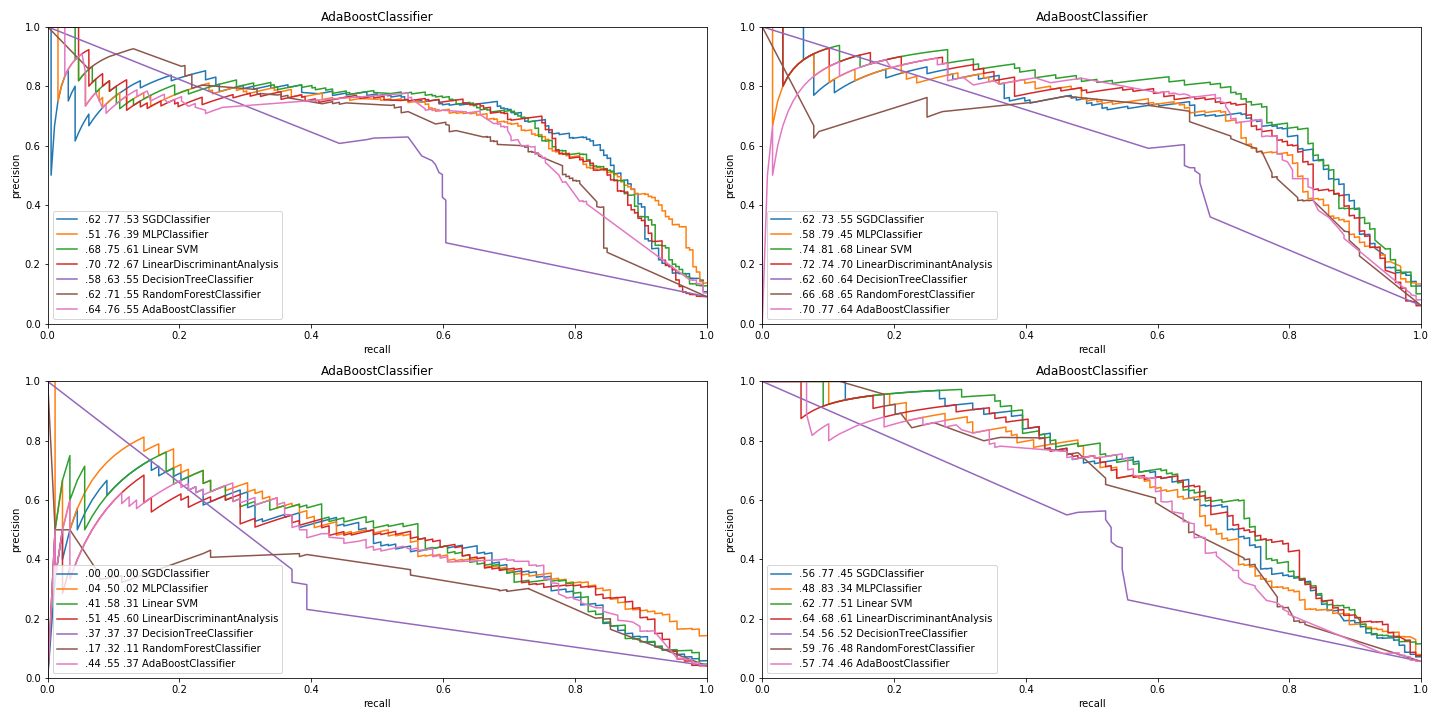 AdaBoostClassifier
1.0
0.8
0.6
0.4
0.2
0.0
precision
.62 .77 .53 SGDClassifier
.51 .76 .39 MLPClassifier
.68 .75 .61 Linear SVM
.70 .72 .67 LinearDiscriminantAnalysis
.58 .63 .55 DecisionTreeClassifier
.62 .71 .55 RandomForestClassifier
.64 .76 .55 AdaBoostClassifier
0.0 0.2 0.4 0.6 0.8 1.0
recall
AdaBoostClassifier
1.0
0.8
0.6
0.4
0.2
0.0
precision
.62 .73 .55 SGDClassifier
.58 .79 .45 MLPClassifier
.74 .81 .68 Linear SVM
.72 .74 .70 LinearDiscriminantAnalysis
.62 .60 .64 DecisionTreeClassifier
.66 .68 .65 RandomForestClassifier
.70 .77 .64 AdaBoostClassifier
0.0 0.2 0.4 0.6 0.8 1.0
recall
AdaBoostClassifier
1.0
0.8
0.6
0.4
0.2
0.0
precision
.00 .00 .00 SGDClassifier
.04 .50 .02 MLPClassifier
.41 .58 .31 Linear SVM
.51 .45 .60 LinearDiscriminantAnalysis
.37 .37 .37 DecisionTreeClassifier
.17 .32 .11 RandomForestClassifier
.44 .55 .37 AdaBoostClassifier
0.0 0.2 0.4 0.6 0.8 1.0
recall
AdaBoostClassifier
1.0
0.8
0.6
0.4
0.2
0.0
precision
.56 .77 .45 SGDClassifier
.48 .83 .34 MLPClassifier
.62 .77 .51 Linear SVM
.64 .68 .61 LinearDiscriminantAnalysis
.54 .56 .52 DecisionTreeClassifier
.59 .76 .48 RandomForestClassifier
.57 .74 .46 AdaBoostClassifier
0.0 0.2 0.4 0.6 0.8 1.0
recall